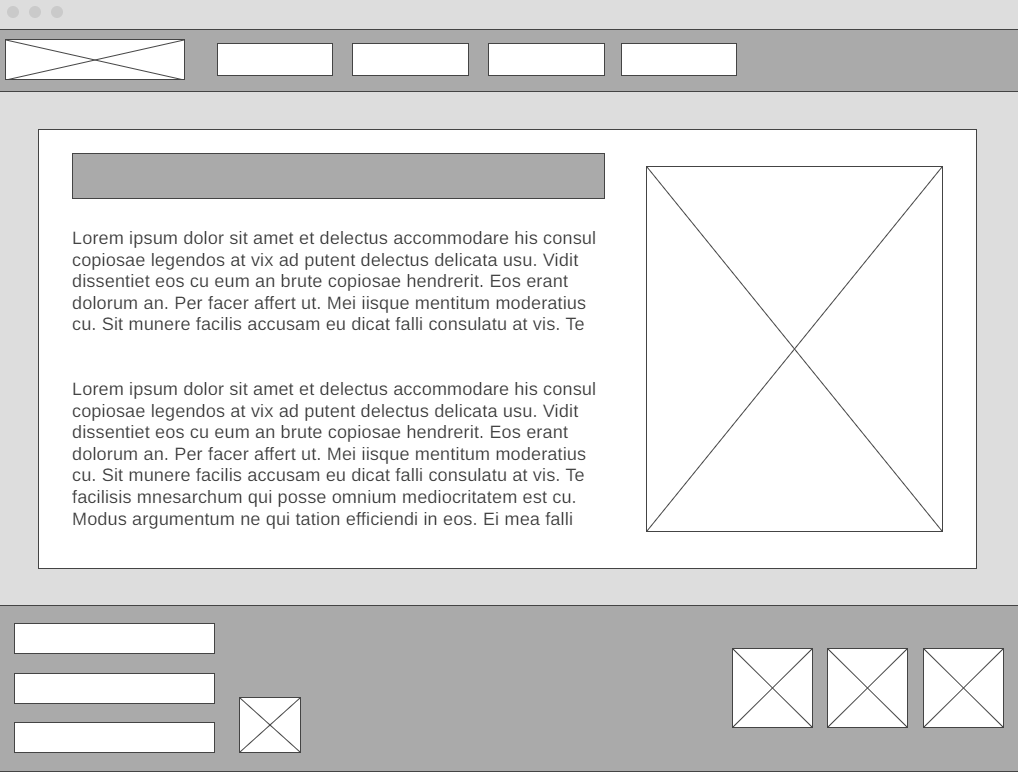 Lorem ipsum dolor sit amet et delectus accommodare his consul
copiosae legendos at vix ad putent delectus delicata usu. Vidit
dissentiet eos cu eum an brute copiosae hendrerit. Eos erant
dolorum an. Per facer affert ut. Mei iisque mentitum moderatius
cu. Sit munere facilis accusam eu dicat falli consulatu at vis. Te
Lorem ipsum dolor sit amet et delectus accommodare his consul
copiosae legendos at vix ad putent delectus delicata usu. Vidit
dissentiet eos cu eum an brute copiosae hendrerit. Eos erant
dolorum an. Per facer affert ut. Mei iisque mentitum moderatius
cu. Sit munere facilis accusam eu dicat falli consulatu at vis. Te
facilisis mnesarchum qui posse omnium mediocritatem est cu.
Modus argumentum ne qui tation efficiendi in eos. Ei mea falli